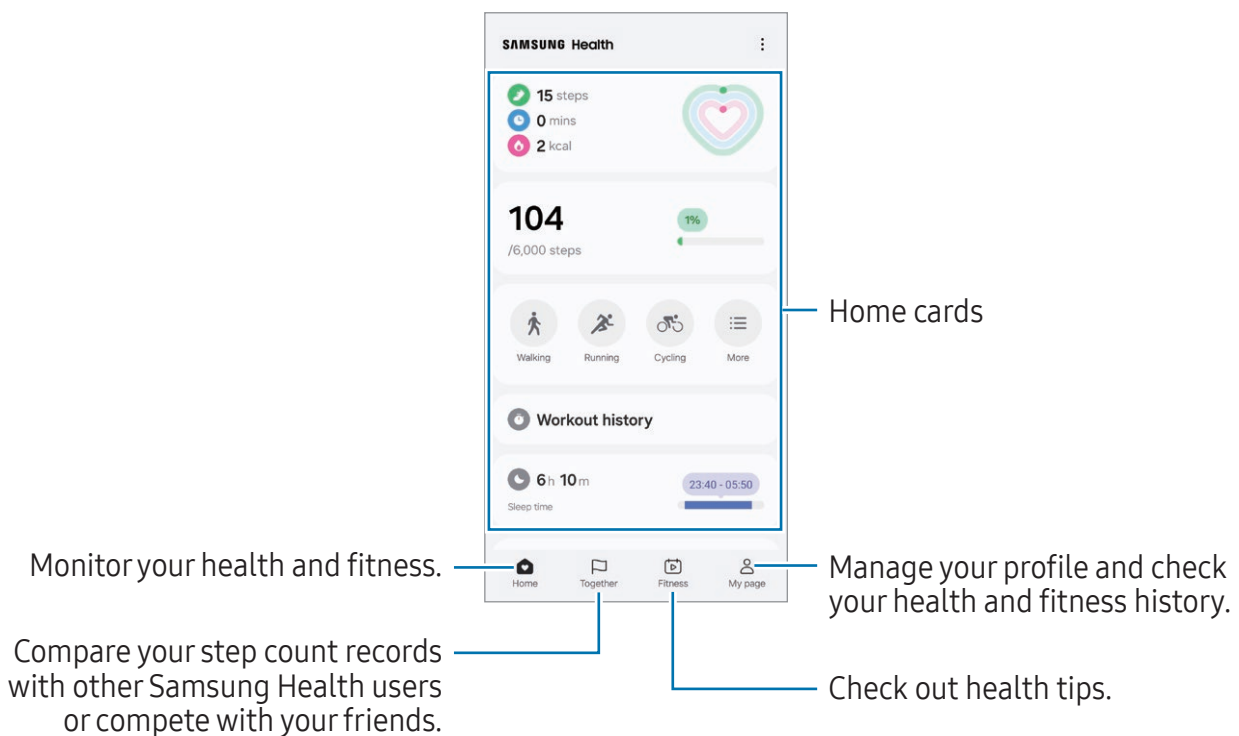 SAMSUNG Health
15 steps
0 mins
2 kcal
104
/6,000 steps
1%
Walking
Running
Cycling
More
Workout history
6 h 10 m
Sleep time
23:40 - 05:50
Home
Together
Fitness
My page
Home cards
Monitor your health and fitness.
Manage your profile and check
your health and fitness history.
Compare your step count records
with other Samsung Health users
or compete with your friends.
Check out health tips.